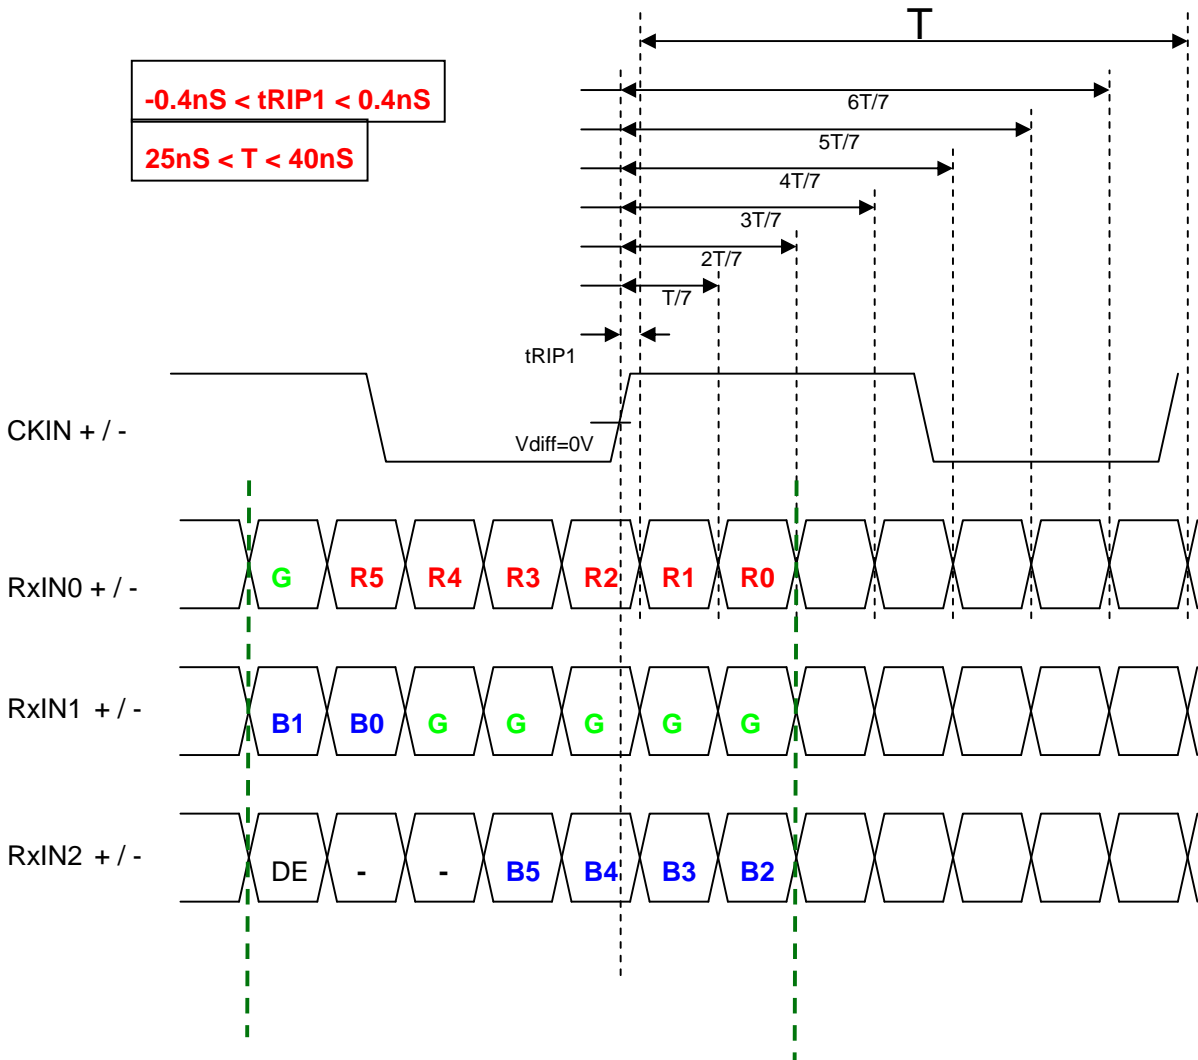 T
-0.4nS < tRIP1 < 0.4nS
25nS < T < 40nS
6T/7
5T/7
4T/7
3T/7
2T/7
T/7
tRIP1
CKIN + / -
Vdiff=0V
RxIN0 + / - G R5 R4 R3 R2 R1 R0
RxIN1 + / - B1 B0 G G G G G
RxIN2 + / - DE - - B5 B4 B3 B2